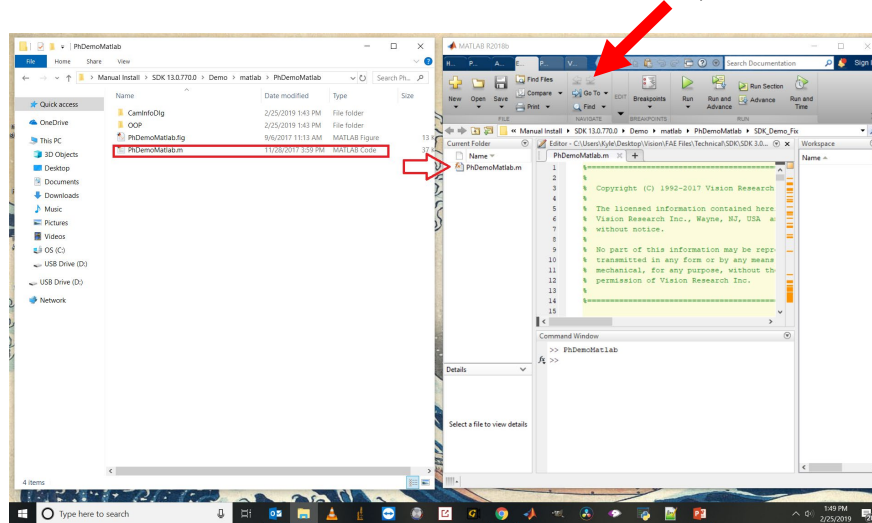 PhDemoMatlab
File Home Share View
Manual Install > SDK 13.0.770.0 > Demo > matlab > PhDemoMatlab
Search Ph...
Name Date modified Type Size
Quick access
OneDrive
This PC
3D Objects
Desktop
Documents
Downloads
Music
Pictures
Videos
OS (C:)
USB Drive (D:)
USB Drive (D:)
Network
CamInfoDlg 2/25/2019 1:43 PM File folder
OOP 2/25/2019 1:43 PM File folder
PhDemoMatlab.fig 9/6/2017 11:13 AM MATLAB Figure 13
PhDemoMatlab.m 11/28/2017 3:59 PM MATLAB Code 37
4 items
MATLAB R2018b
H... P... A... E... P... V...
Search Documentation
Sign
New Open Save
Find Files
Compare
Print
Go To
Find
EDIT
Breakpoints
Run
Run and Advance
Run Section
Advance
Run and Time
FILE NAVIGATE BREAKPOINTS RUN
« Manual Install > SDK 13.0.770.0 > Demo > matlab > PhDemoMatlab > SDK_Demo_Fix
Current Folder
Name
PhDemoMatlab.m
Editor - C:\Users\Kyle\Desktop\Vision\FAE Files\Technical\SDK\SDK 3.0...
PhDemoMatlab.m
1 %=
2 %
3 % Copyright (C) 1992-2017 Vision Research
4 %
5 % The licensed information contained here
6 % Vision Research Inc., Wayne, NJ, USA
7 % without notice.
8 %
9 % No part of this information may be repr
10 % transmitted in any form or by any means
11 % mechanical, for any purpose, without th
12 % permission of Vision Research Inc.
13 %
14 %=
15
Workspace
Name
Command Window
>> PhDemoMatlab
fx >>
Details
Select a file to view details
Type here to search
1:49 PM
2/25/2019